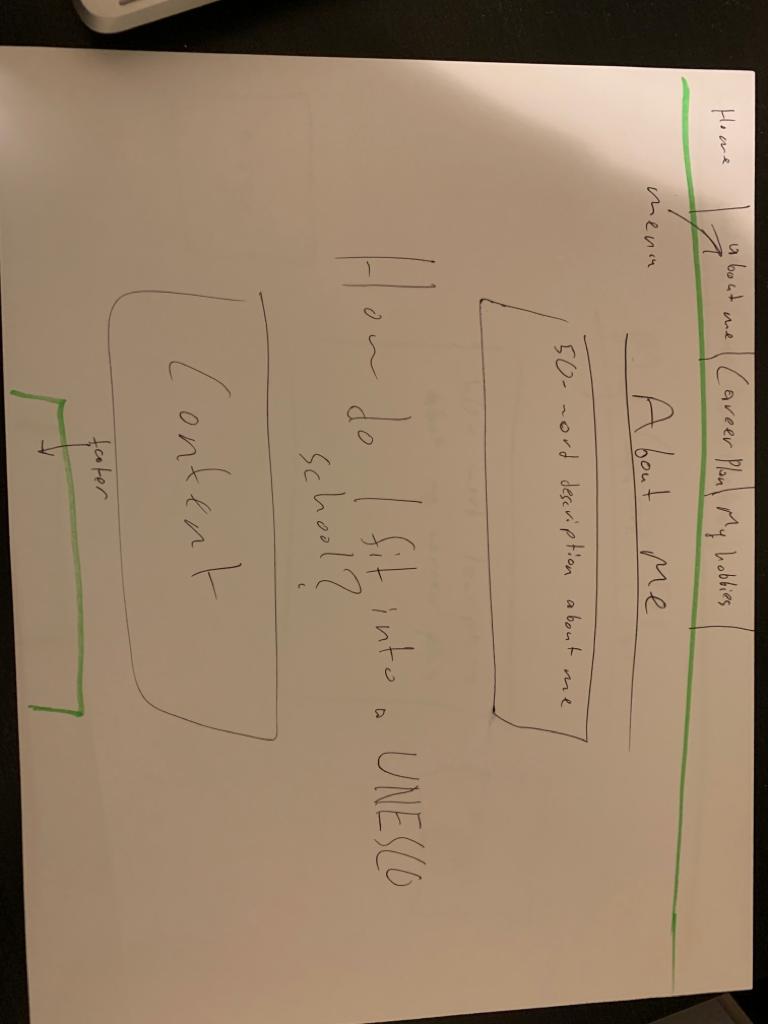 Home | about me | Career Plan | My hobbies
menu
About Me
50-word description about me
How do I fit into a UNESCO
school?
Content
footer